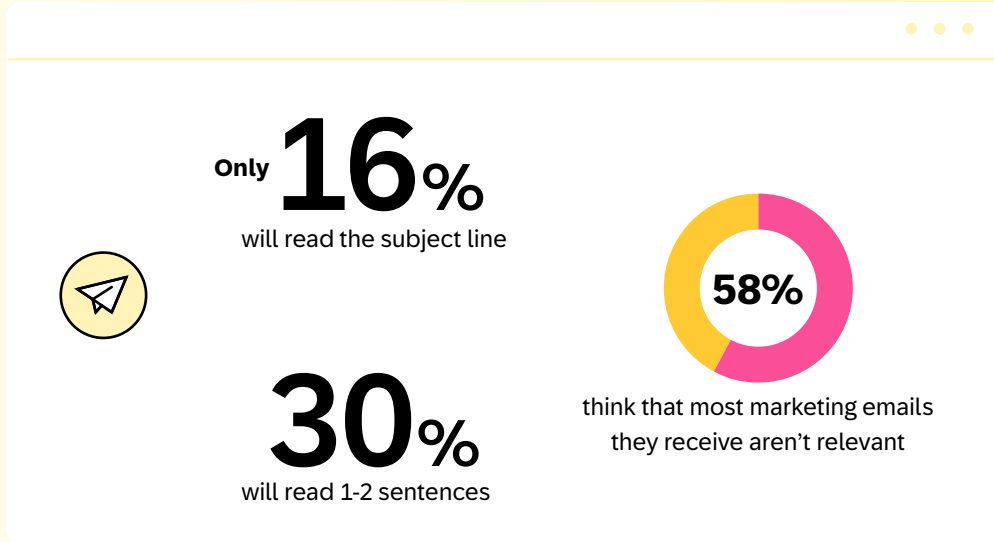 Only 16%
will read the subject line
30%
will read 1-2 sentences
58%
think that most marketing emails
they receive aren’t relevant